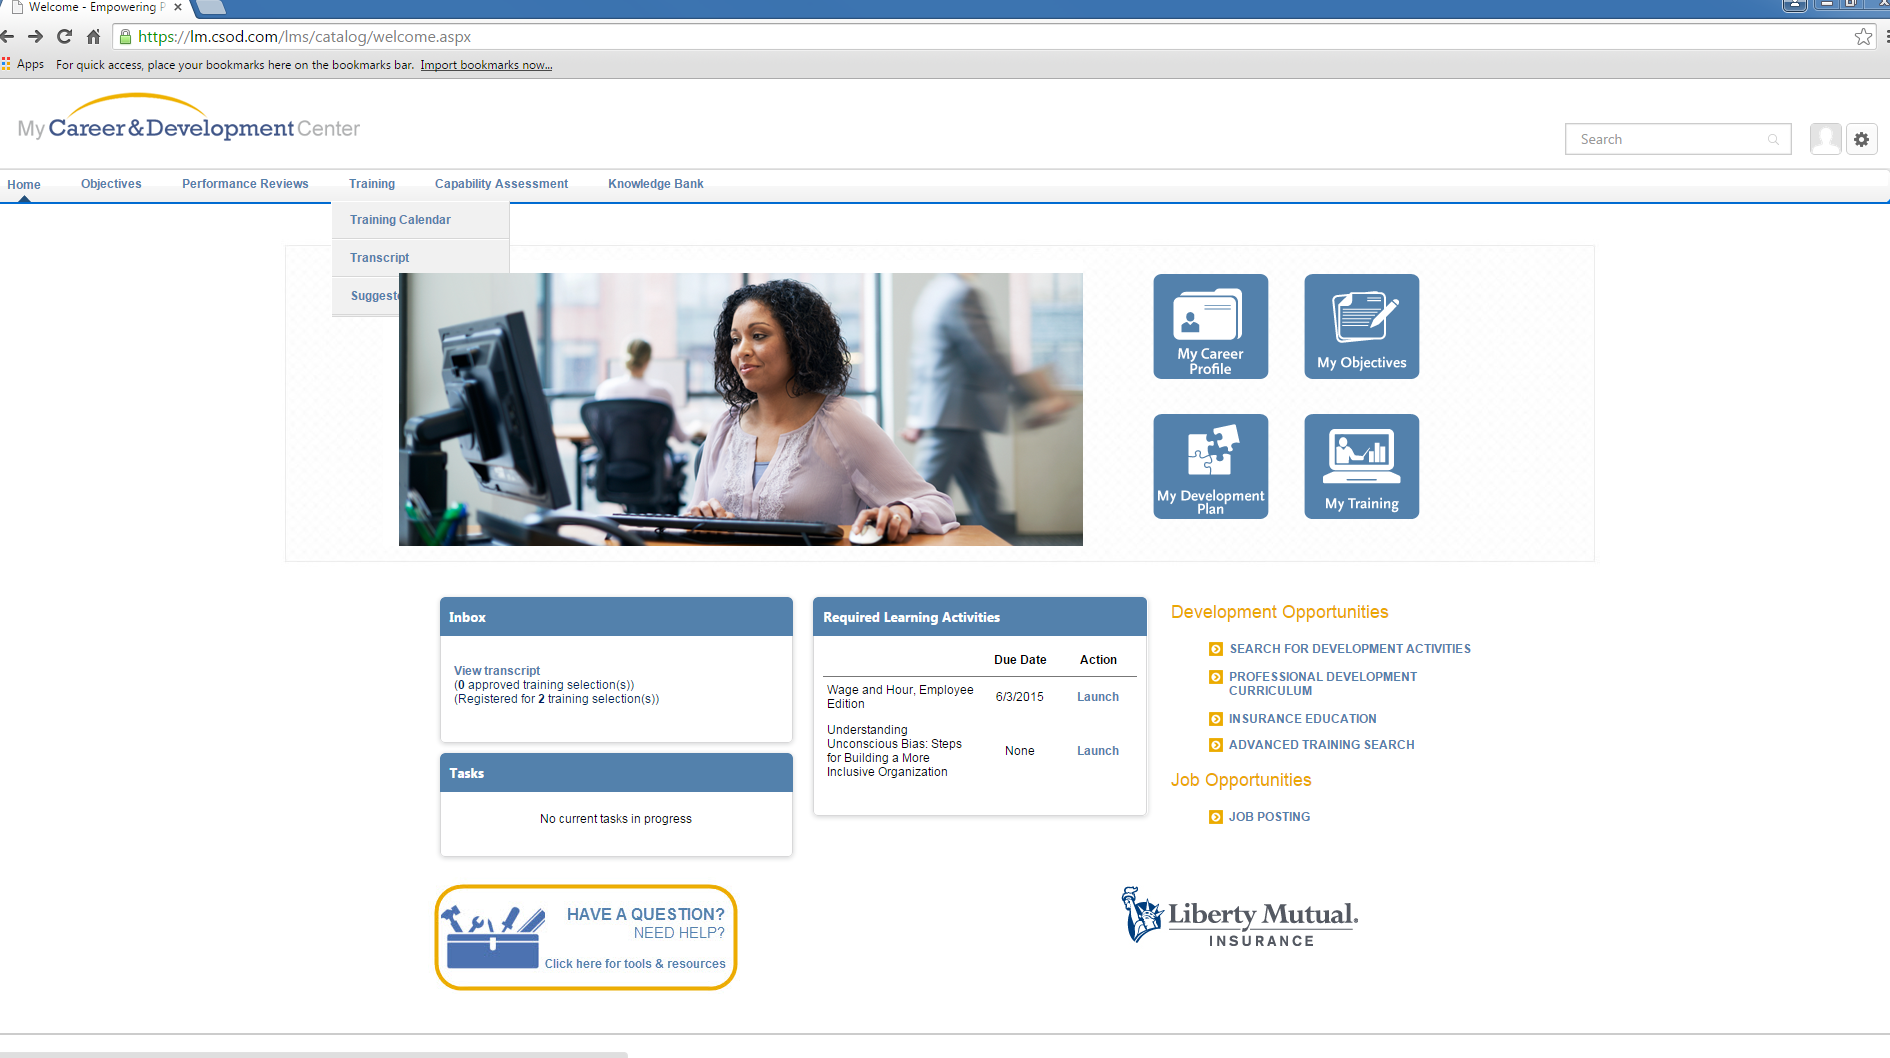 Welcome - Empowering P
https://lm.csod.com/lms/catalog/welcome.aspx
Apps For quick access, place your bookmarks here on the bookmarks bar. Import bookmarks now...
My Career & Development Center
Search
Home Objectives Performance Reviews Training Capability Assessment Knowledge Bank
Training Calendar
Transcript
My Career
Profile
My Objectives
My Development
Plan
My Training
Inbox
View transcript
(0 approved training selection(s))
(Registered for 2 training selection(s))
Tasks
No current tasks in progress
Required Learning Activities
Due Date Action
Wage and Hour, Employee
Edition
6/3/2015 Launch
Understanding
Unconscious Bias: Steps
for Building a More
Inclusive Organization
None Launch
Development Opportunities
SEARCH FOR DEVELOPMENT ACTIVITIES
PROFESSIONAL DEVELOPMENT
CURRICULUM
INSURANCE EDUCATION
ADVANCED TRAINING SEARCH
Job Opportunities
JOB POSTING
HAVE A QUESTION?
NEED HELP?
Click here for tools & resources
Liberty Mutual.
INSURANCE